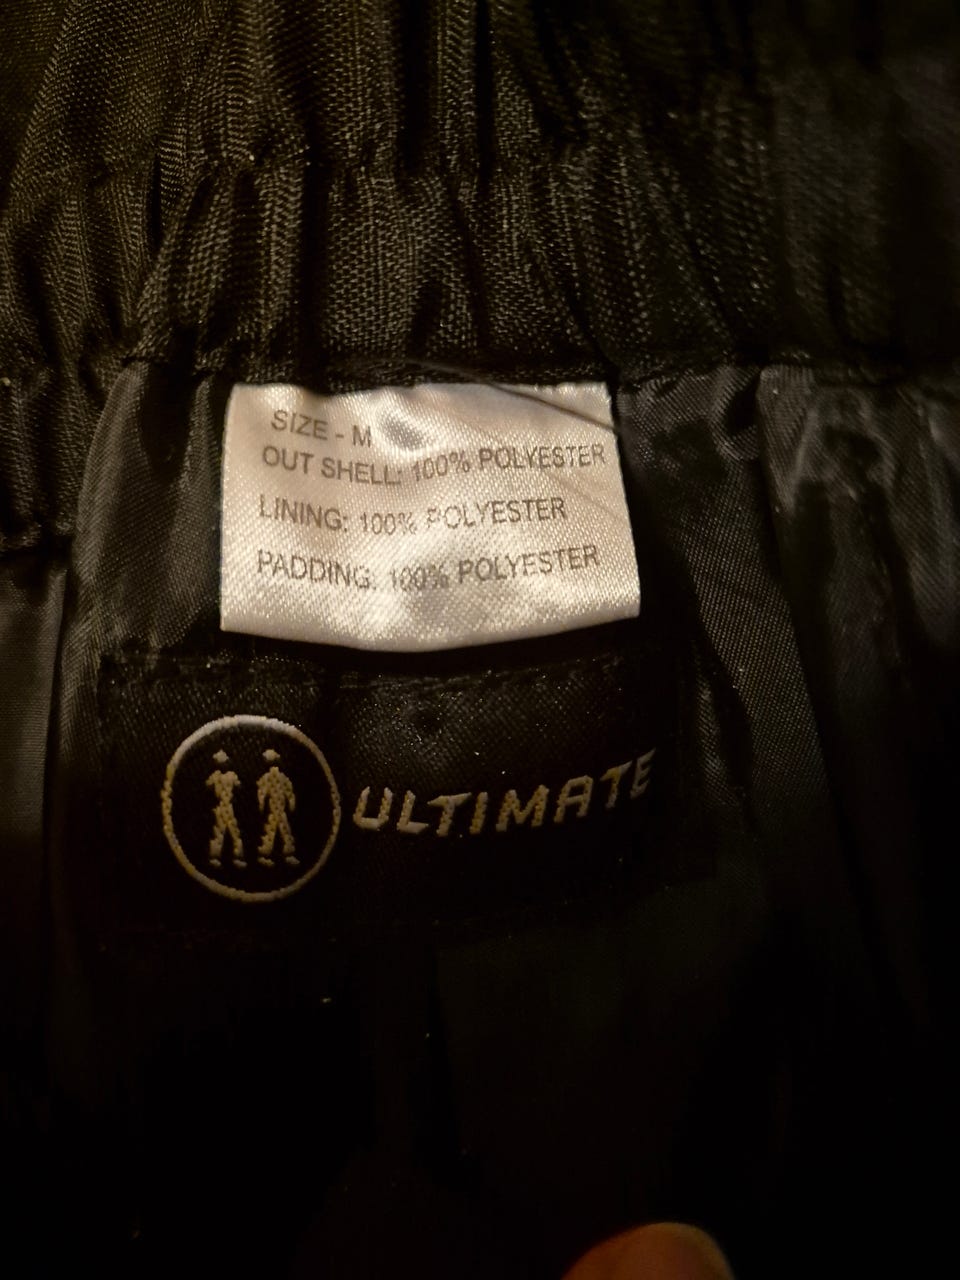 SIZE - M
OUT SHELL: 100% POLYESTER
LINING: 100% POLYESTER
PADDING: 100% POLYESTER
ULTIMATE